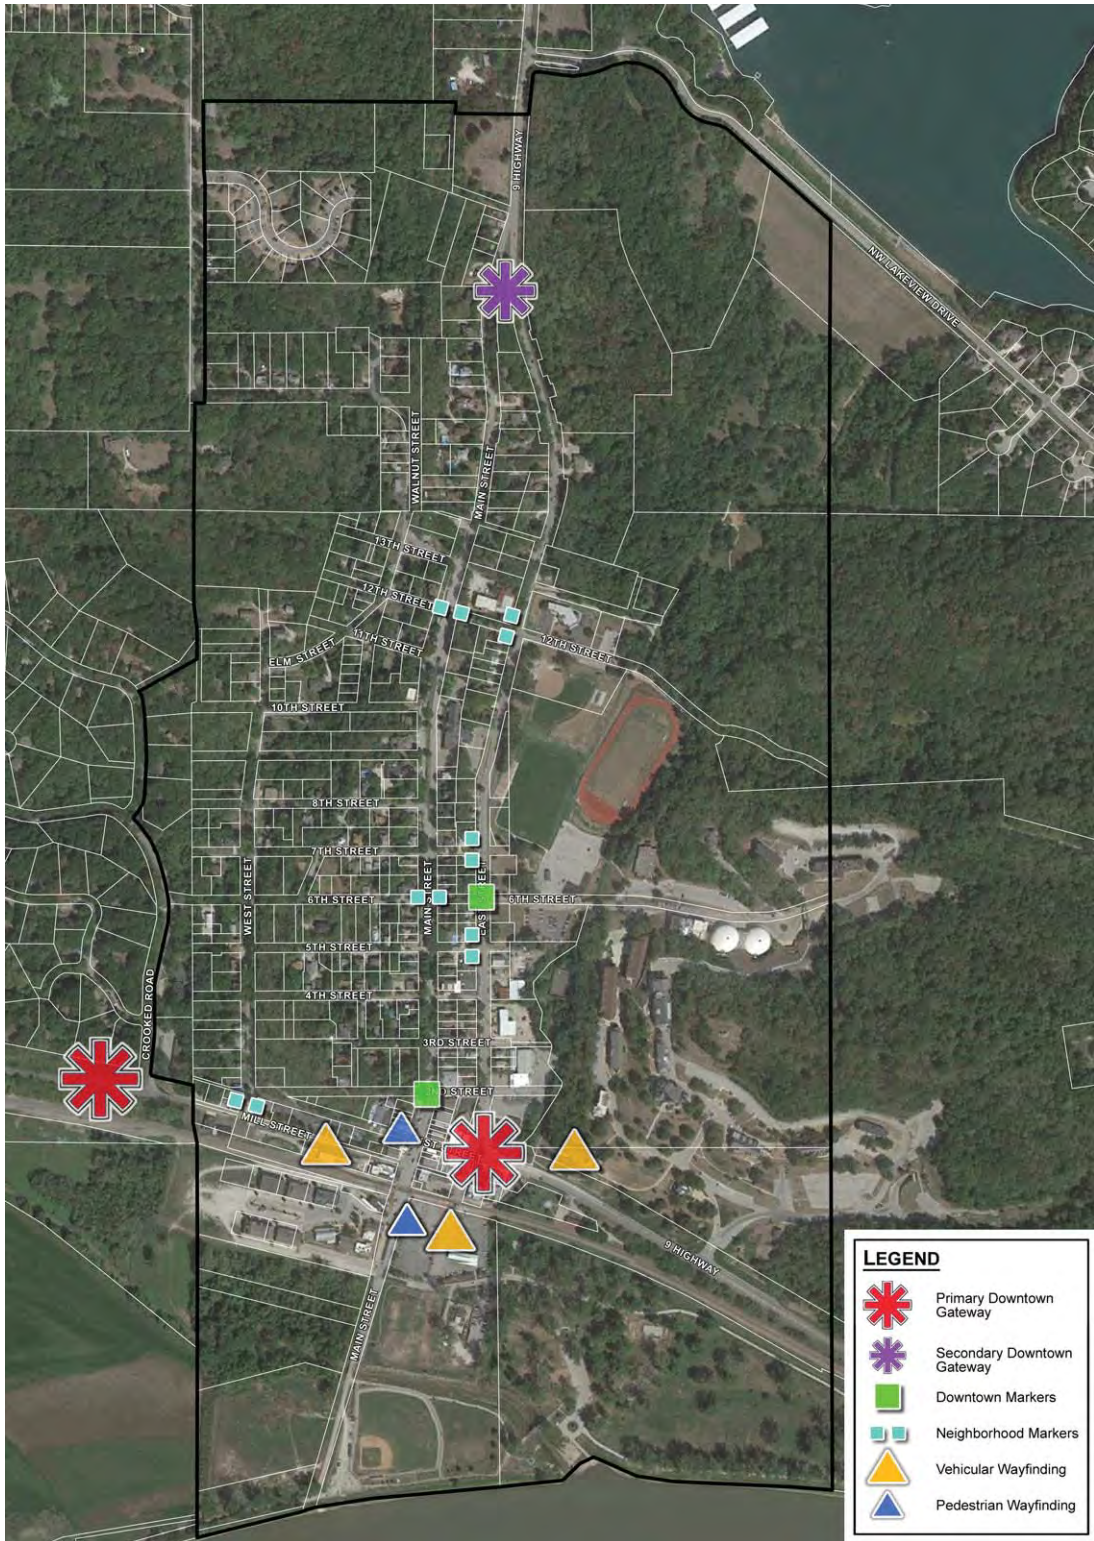 9 HIGHWAY
NW LAKEVIEW DRIVE
WALNUT STREET
MAIN STREET
13TH STREET
12TH STREET
11TH STREET
12TH STREET
ELM STREET
10TH STREET
8TH STREET
7TH STREET
WEST STREET
MAIN STREET
6TH STREET
6TH STREET
5TH STREET
4TH STREET
CROOKED ROAD
3RD STREET
STREET
MILL STREET
9 HIGHWAY
MAIN STREET
LEGEND
Primary Downtown
Gateway
Secondary Downtown
Gateway
Downtown Markers
Neighborhood Markers
Vehicular Wayfinding
Pedestrian Wayfinding